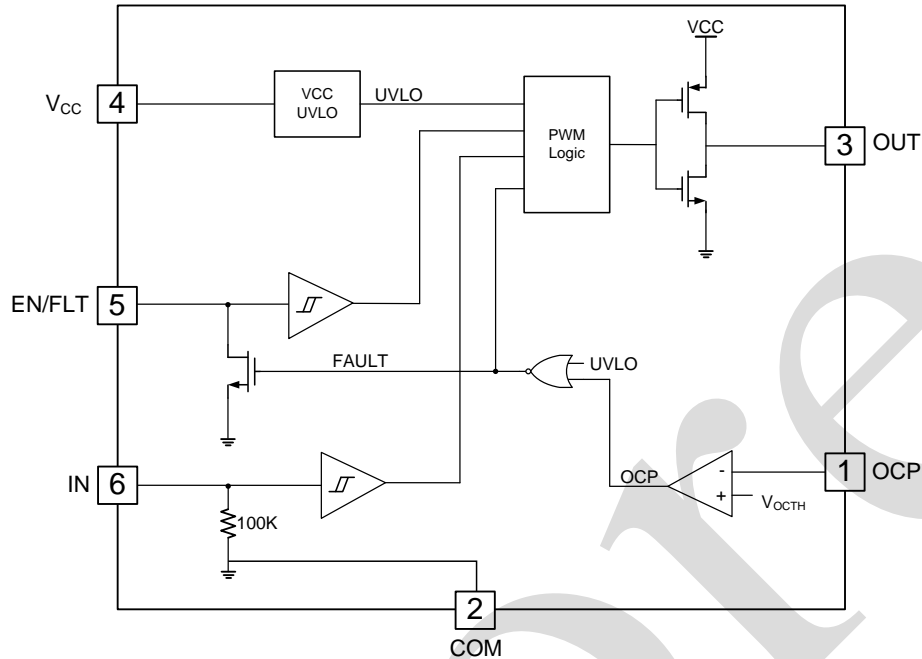 VCC
VCC
4
VCC
UVLO
UVLO
PWM
Logic
3
OUT
EN/FLT
5
FAULT
UVLO
IN
6
100K
OCP
-
+
VOCTH
1
OCP
2
COM